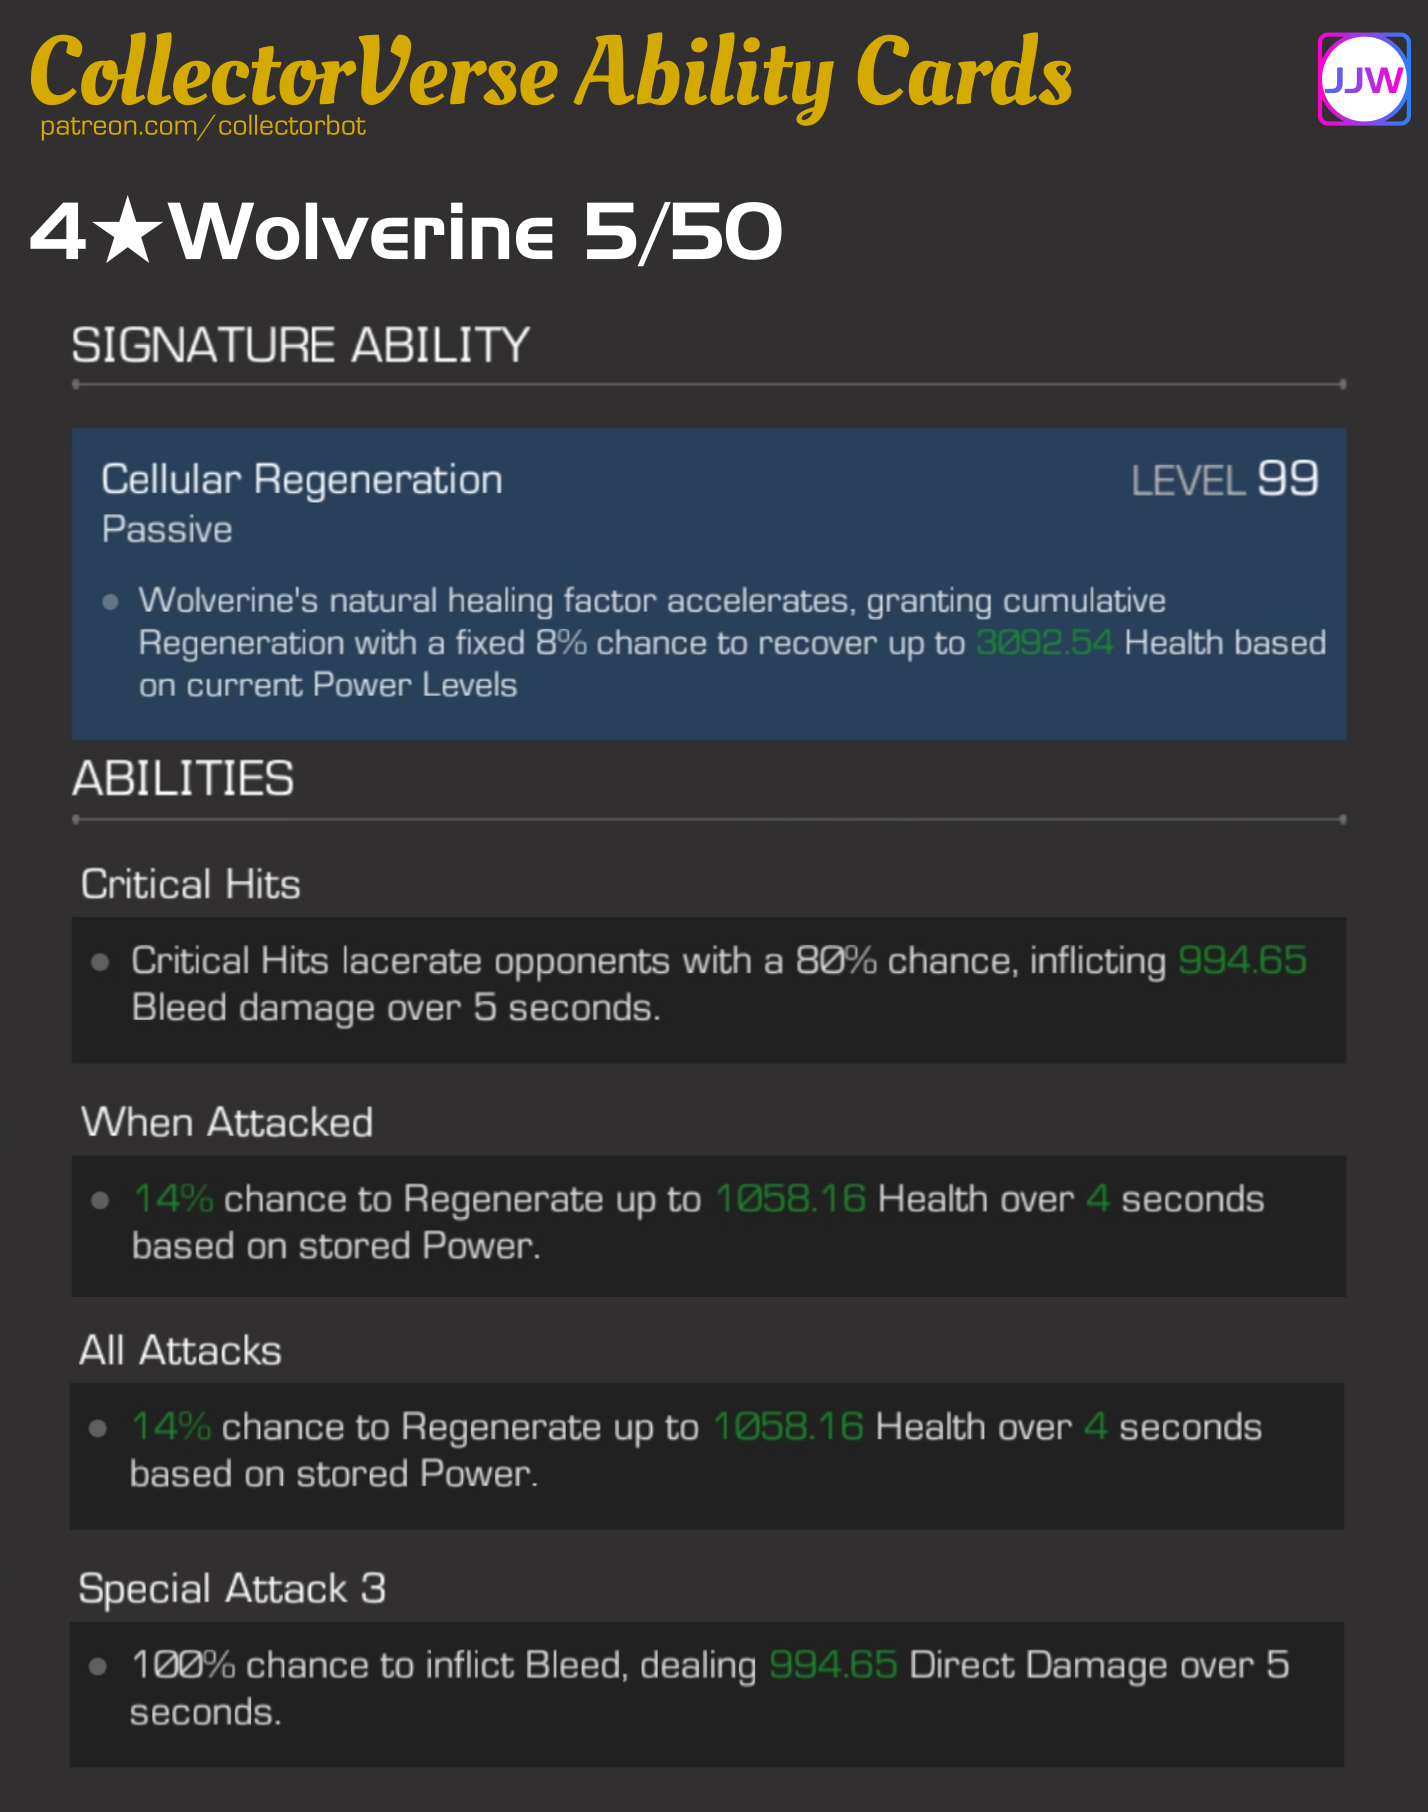 CollectorVerse Ability Cards
JJW
patreon.com/collectorbot
4★Wolverine 5/50
SIGNATURE ABILITY
Cellular Regeneration LEVEL 99
Passive
Wolverine's natural healing factor accelerates, granting cumulative
Regeneration with a fixed 8% chance to recover up to 3092.54 Health based
on current Power Levels
ABILITIES
Critical Hits
Critical Hits lacerate opponents with a 80% chance, inflicting 994.65
Bleed damage over 5 seconds.
When Attacked
14% chance to Regenerate up to 1058.16 Health over 4 seconds
based on stored Power.
All Attacks
14% chance to Regenerate up to 1058.16 Health over 4 seconds
based on stored Power.
Special Attack 3
100% chance to inflict Bleed, dealing 994.65 Direct Damage over 5
seconds.